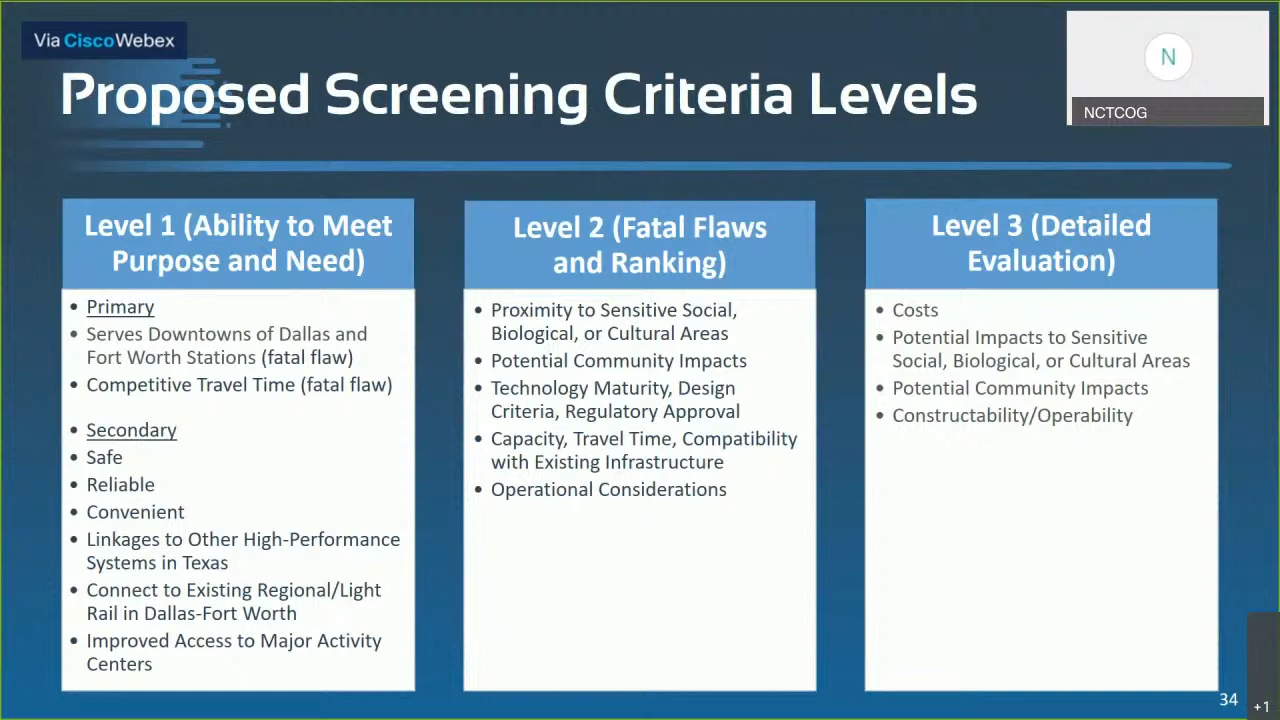 Via CiscoWebex
Proposed Screening Criteria Levels
N
NCTCOG
Level 1 (Ability to Meet
Purpose and Need)
• Primary
• Serves Downtowns of Dallas and
Fort Worth Stations (fatal flaw)
• Competitive Travel Time (fatal flaw)
• Secondary
• Safe
• Reliable
• Convenient
• Linkages to Other High-Performance
Systems in Texas
• Connect to Existing Regional/Light
Rail in Dallas-Fort Worth
• Improved Access to Major Activity
Centers
Level 2 (Fatal Flaws
and Ranking)
• Proximity to Sensitive Social,
Biological, or Cultural Areas
• Potential Community Impacts
• Technology Maturity, Design
Criteria, Regulatory Approval
• Capacity, Travel Time, Compatibility
with Existing Infrastructure
• Operational Considerations
Level 3 (Detailed
Evaluation)
• Costs
• Potential Impacts to Sensitive
Social, Biological, or Cultural Areas
• Potential Community Impacts
• Constructability/Operability
34
+1